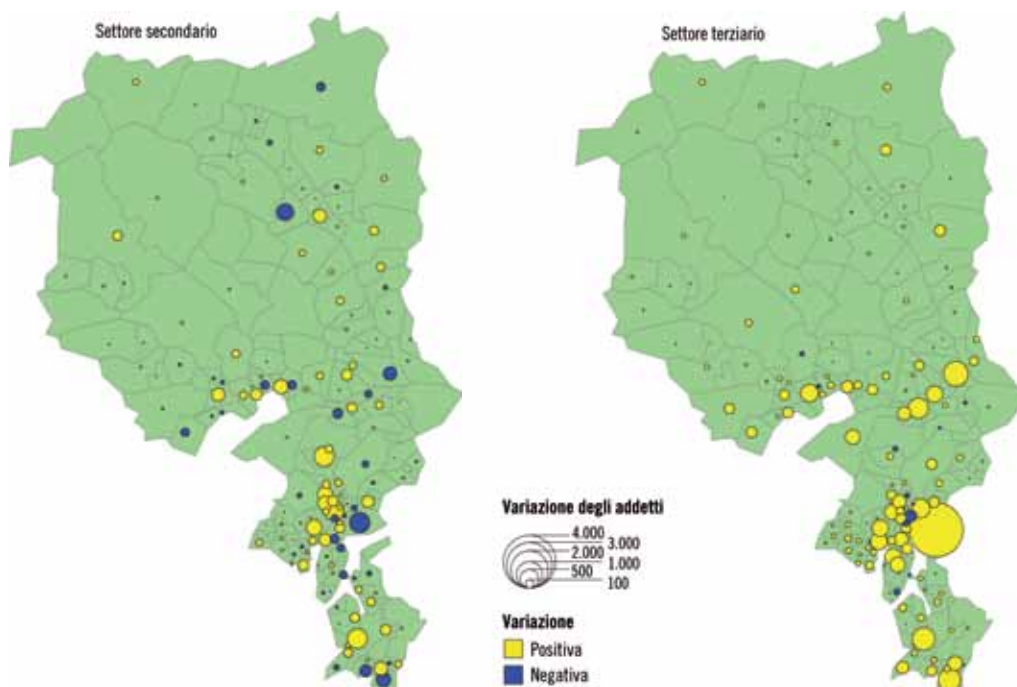 Settore secondario
Settore terziario
Variazione degli addetti
4.000
3.000
2.000
1.000
500
100
Variazione
Positiva
Negativa